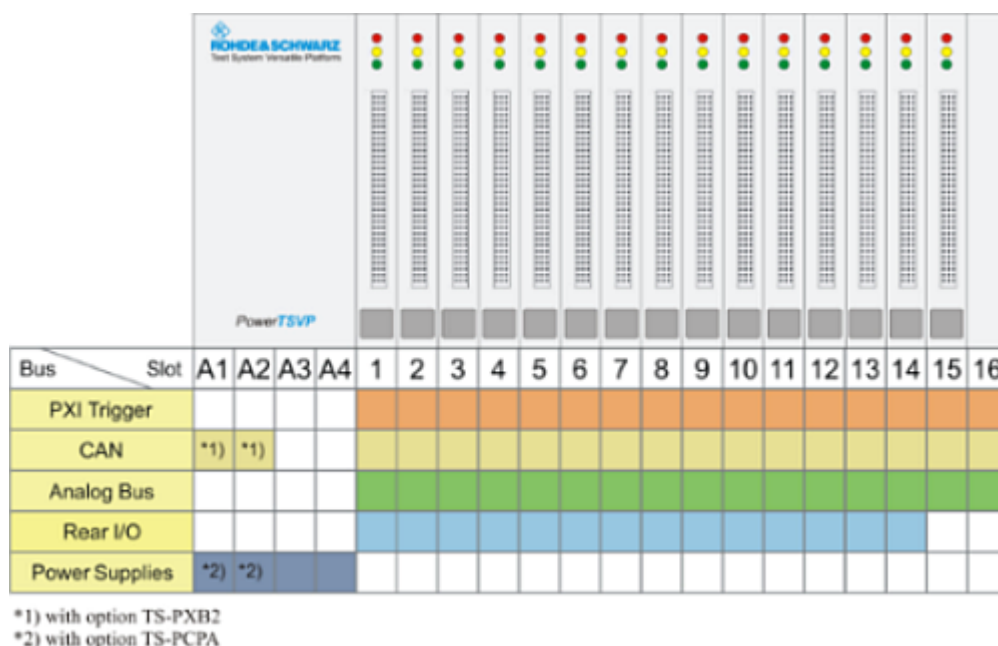 ROHDE & SCHWARZ
Test System Versatile Platform
PowerTSVP
Bus Slot A1 A2 A3 A4 1 2 3 4 5 6 7 8 9 10 11 12 13 14 15 16
PXI Trigger
CAN *1) *1)
Analog Bus
Rear I/O
Power Supplies *2) *2)
*1) with option TS-PXB2
*2) with option TS-PCPA